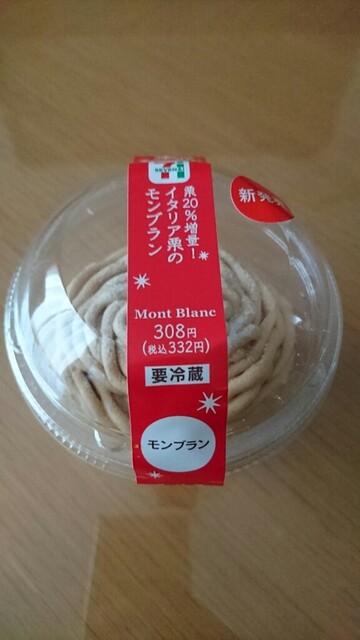 SEVEN ELEVEN
栗20%増量!
イタリア栗の
モンブラン
新発売
Mont Blanc
308円
(税込332円)
要冷蔵
モンブラン